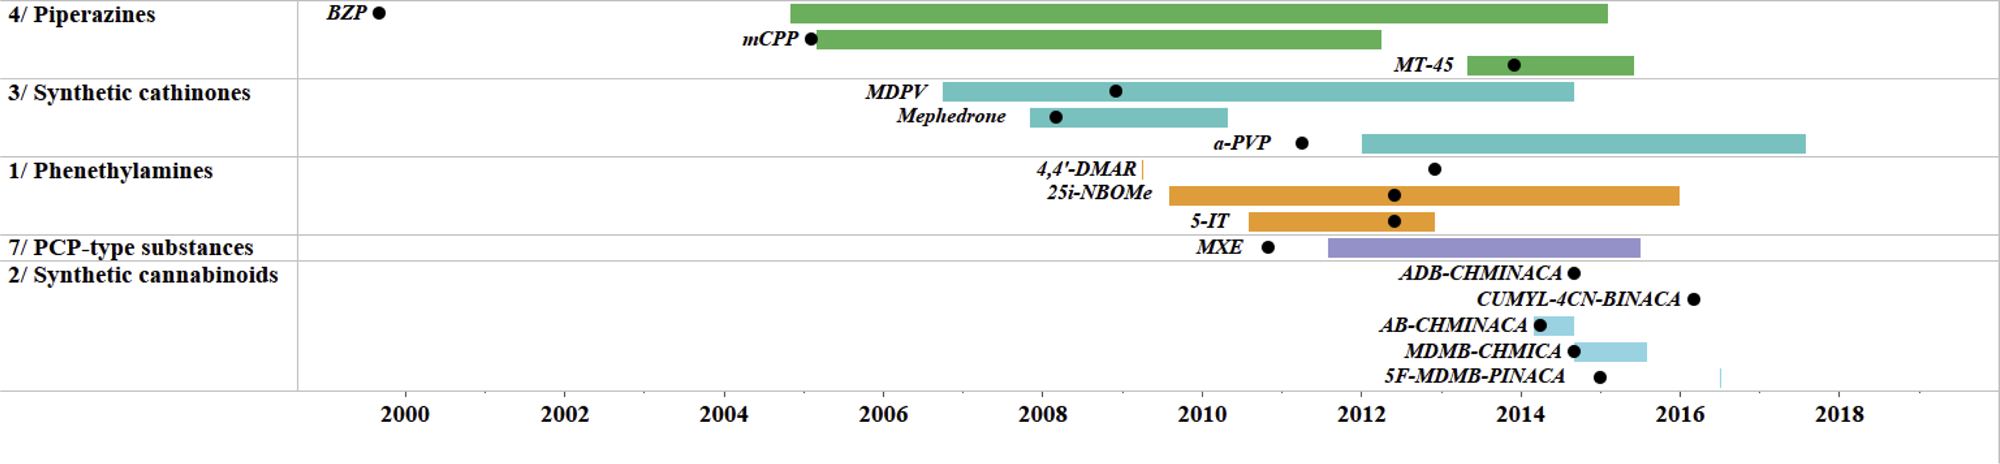 4/ Piperazines
BZP
mCPP
MT-45
3/ Synthetic cathinones
MDPV
Mephedrone
a-PVP
1/ Phenethylamines
4,4'-DMAR
25i-NBOMe
5-IT
7/ PCP-type substances
MXE
2/ Synthetic cannabinoids
ADB-CHMINACA
CUMYL-4CN-BINACA
AB-CHMINACA
MDMB-CHMICA
5F-MDMB-PINACA
2000 2002 2004 2006 2008 2010 2012 2014 2016 2018